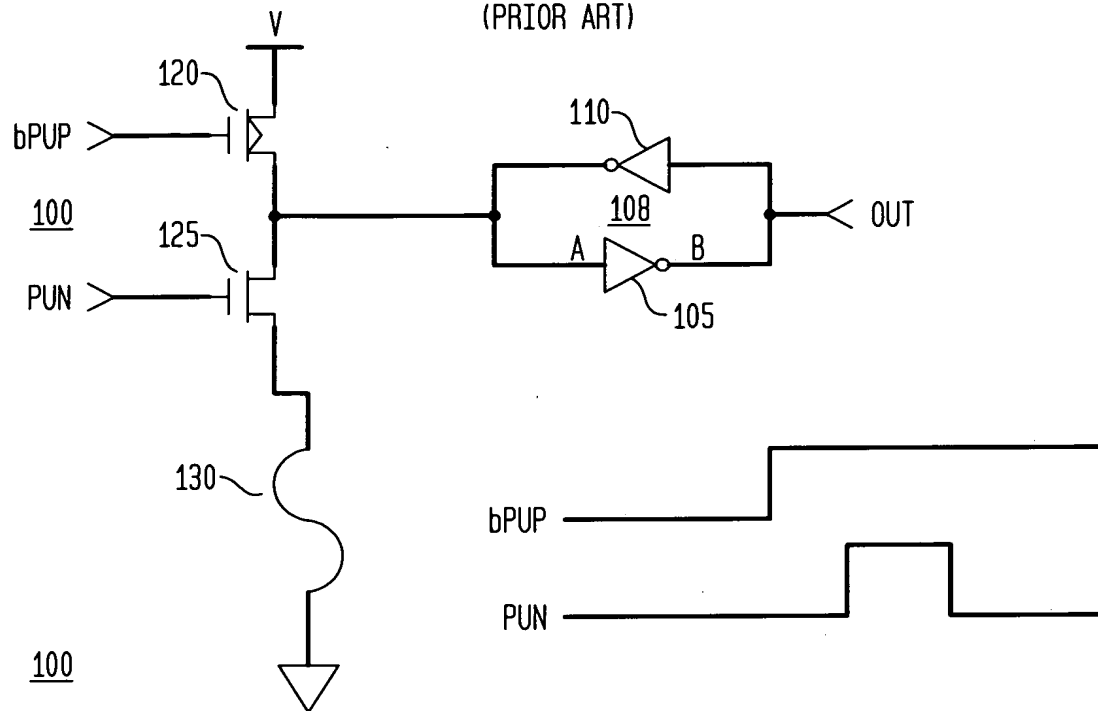 (PRIOR ART)
V
120
bPUP
110
100
108
OUT
125
A
B
PUN
105
130
bPUP
PUN
100